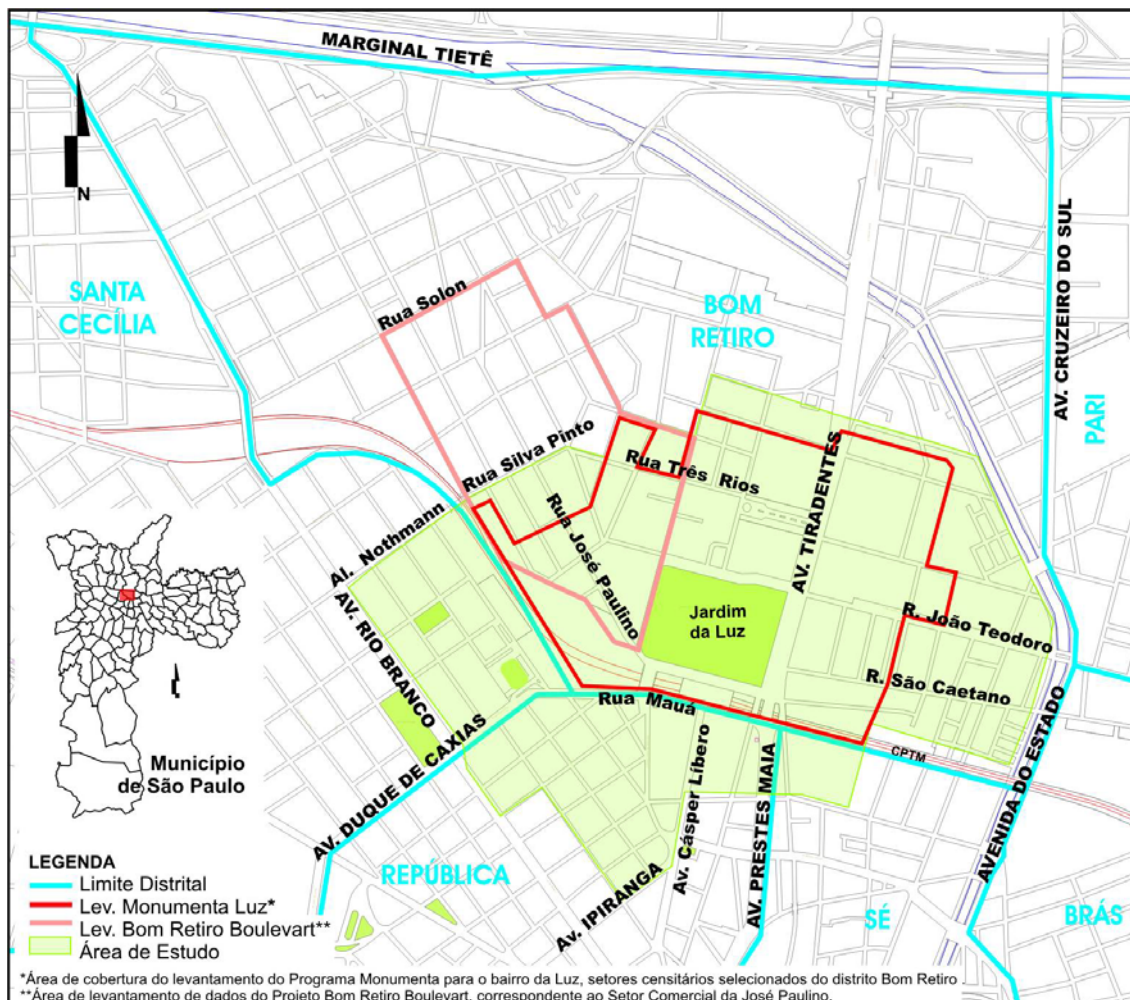 MARGINAL TIETÊ
N
AV. CRUZEIRO DO SUL
SANTA
CECÍLIA
Rua Solon
BOM
RETIRO
PARI
Rua Silva Pinto
Rua Três Rios
AV. TIRADENTES
Al. Nothmann
Rua José Paulino
AV. RIO BRANCO
Jardim
da Luz
R. João Teodoro
R. São Caetano
Rua Mauá
CPTM
AV. DUQUE DE CAXIAS
Av. Cásper Líbero
AV. PRESTES MAIA
AVENIDA DO ESTADO
Município
de São Paulo
REPÚBLICA
Av. IPIRANGA
SÉ
BRÁS
LEGENDA
Limite Distrital
Lev. Monumenta Luz*
Lev. Bom Retiro Boulevart**
Área de Estudo
*Área de cobertura do levantamento do Programa Monumenta para o bairro da Luz, setores censitários selecionados do distrito Bom Retiro.
**Área de levantamento de dados do Projeto Bom Retiro Boulevart, correspondente ao Setor Comercial da José Paulino.